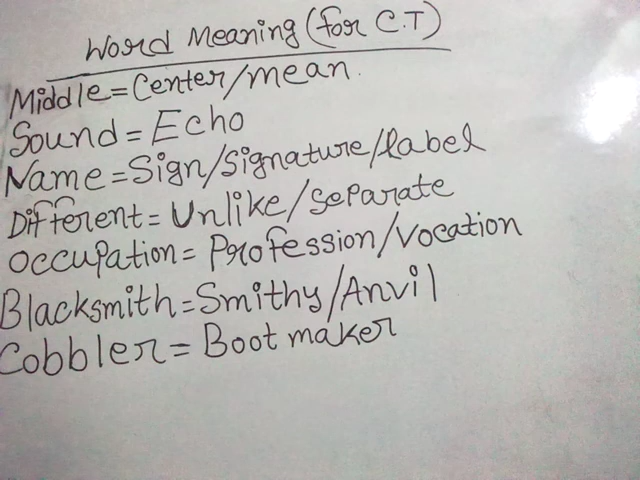 Word Meaning (for C.T)
Middle = Center/mean.
Sound = Echo
Name = Sign/Signature/label
Different = Unlike/Separate
Occupation = Profession/Vocation
Blacksmith = Smithy/Anvil
Cobbler = Boot maker